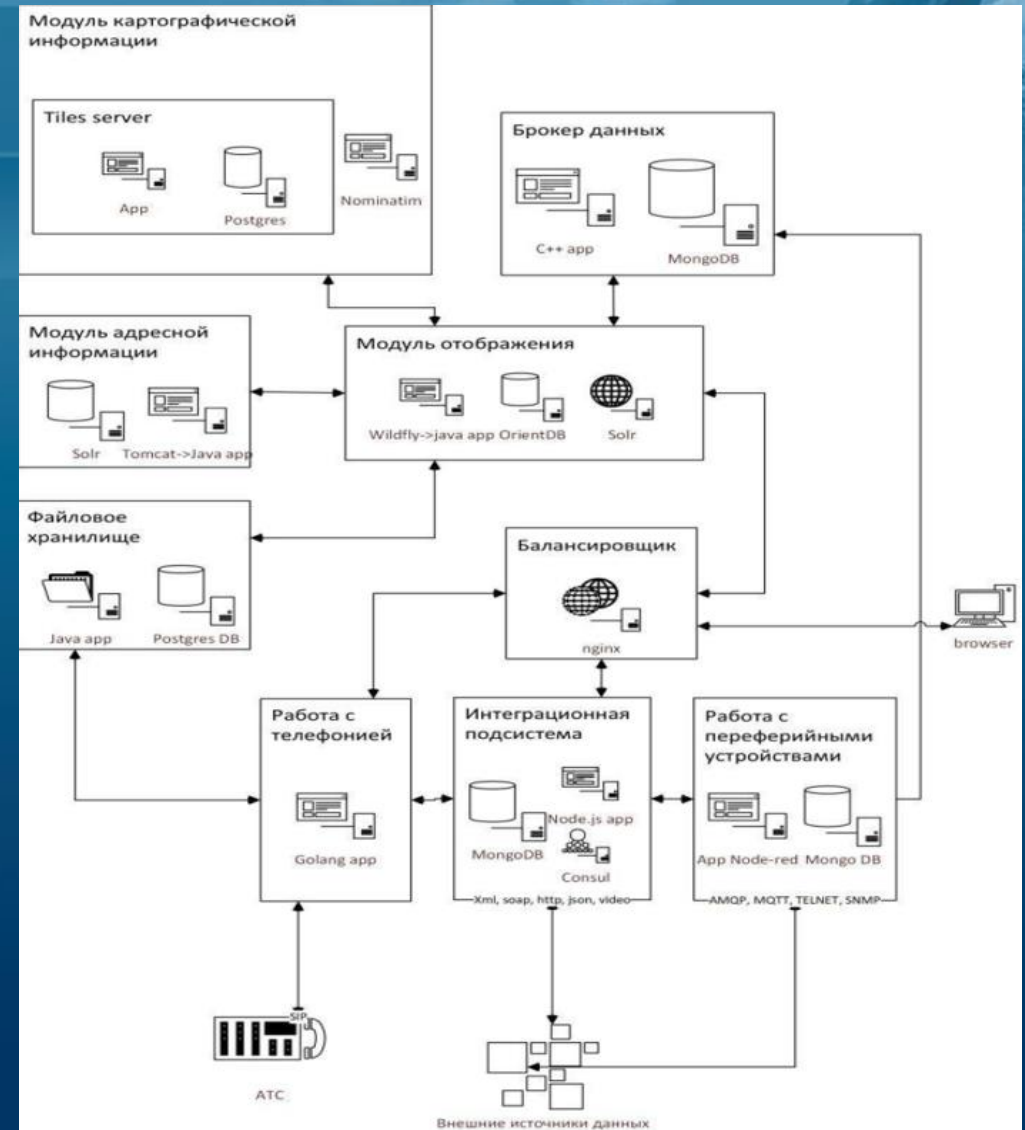 Модуль картографической
информации
Tiles server
App
Postgres
Nominatim
Брокер данных
C++ app
MongoDB
Модуль адресной
информации
Solr
Tomcat->Java app
Модуль отображения
Wildfly->java app
OrientDB
Solr
Файловое
хранилище
Java app
Postgres DB
Балансировщик
nginx
browser
Работа с
телефонией
Golang app
Интеграционная
подсистема
MongoDB
Node.js app
Consul
Xml, soap, http, json, video
Работа с
переферийными
устройствами
App Node-red
Mongo DB
AMQP, MQTT, TELNET, SNMP
SIP
АТС
Внешние источники данных